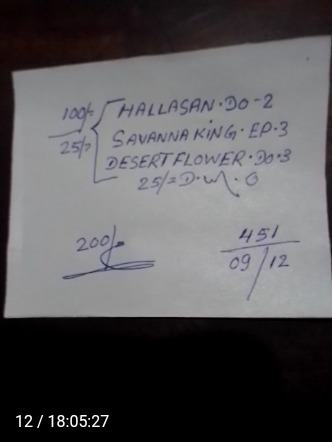 100/- HALLASAN·DO-2
25/- SAVANNA KING·EP·3
DESERT FLOWER·DO·3
25/= D·W·O
200/-
451
09/12
12 / 18:05:27